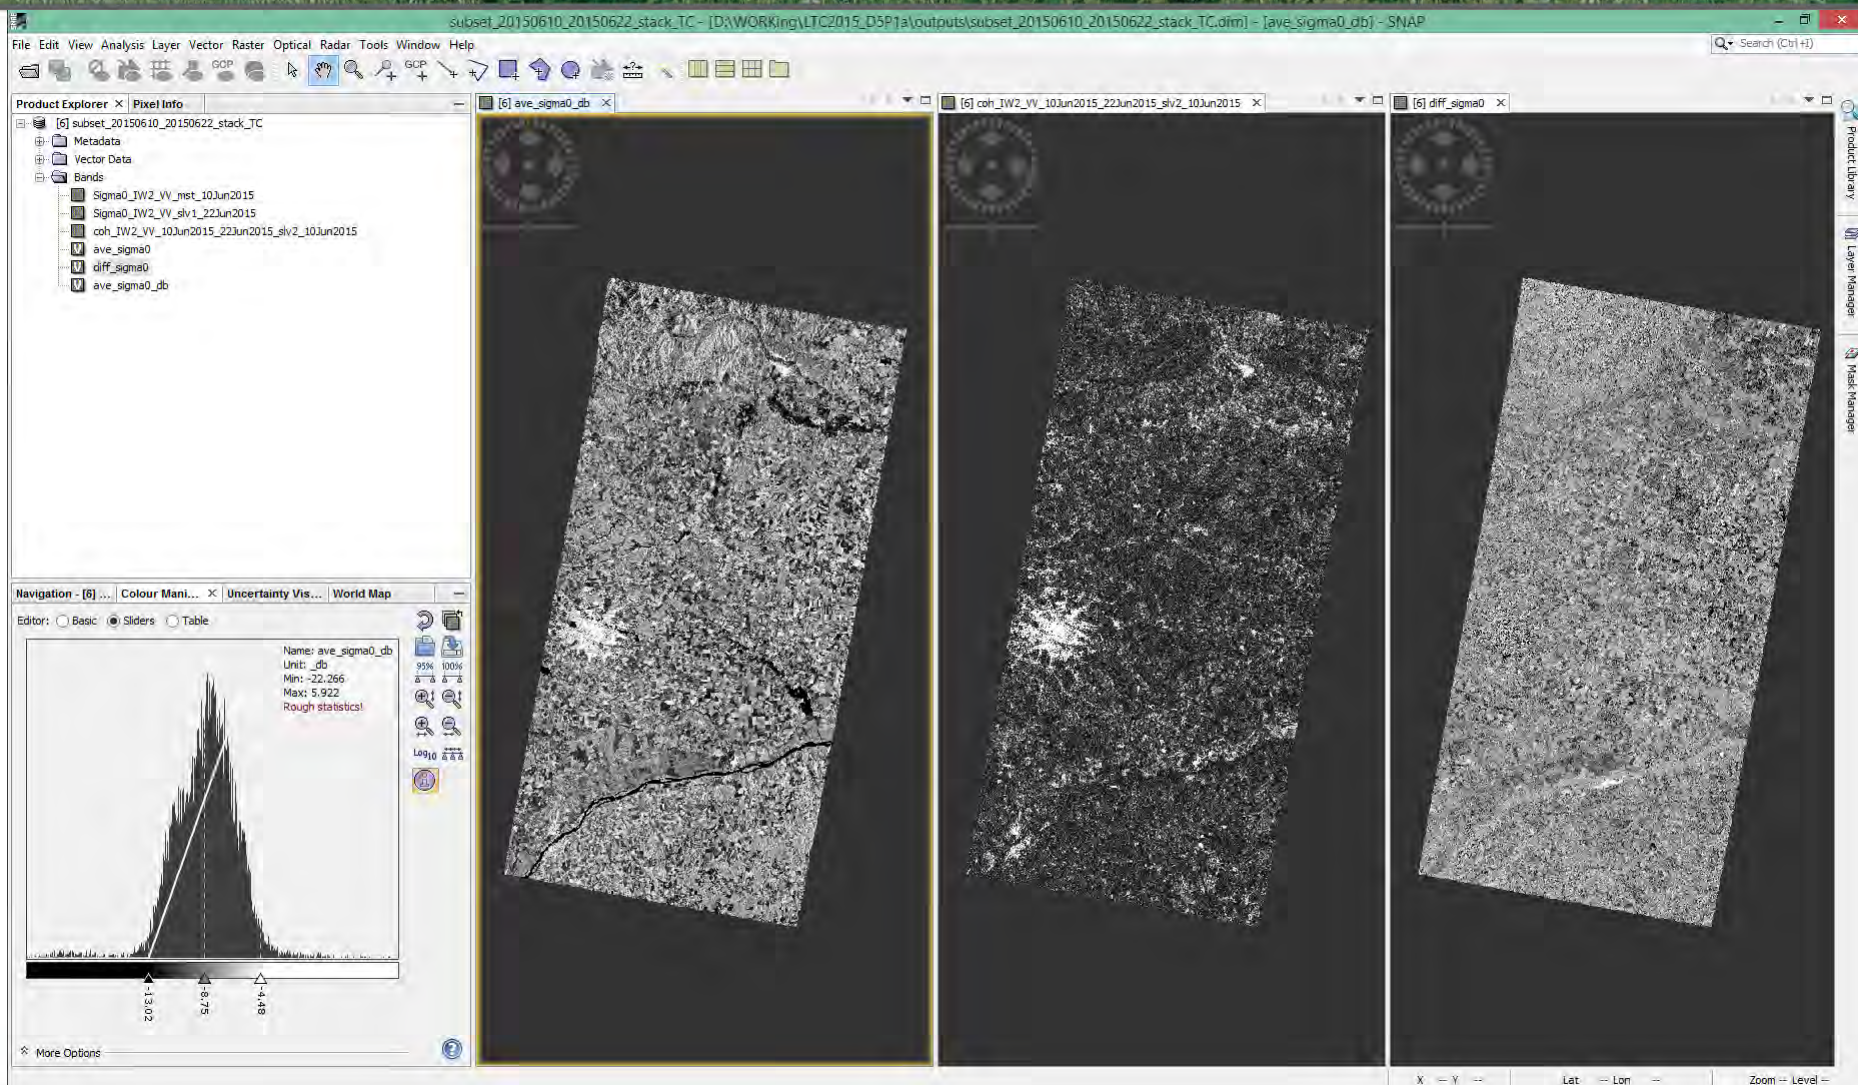 subset_20150610_20150622_stack_TC - [D:\WORKing\LTC2015_D5P1a\outputs\subset_20150610_20150622_stack_TC.dim] - [ave_sigma0_db] - SNAP
File Edit View Analysis Layer Vector Raster Optical Radar Tools Window Help
Search (Ctrl+I)
GCP GCP
Product Explorer × Pixel Info
[6] ave_sigma0_db
[6] coh_IW2_VV_10Jun2015_22Jun2015_slv2_10Jun2015
[6] diff_sigma0
[6] subset_20150610_20150622_stack_TC
Metadata
Vector Data
Bands
Sigma0_IW2_VV_mst_10Jun2015
Sigma0_IW2_VV_slv1_22Jun2015
coh_IW2_VV_10Jun2015_22Jun2015_slv2_10Jun2015
ave_sigma0
diff_sigma0
ave_sigma0_db
Product Library
Layer Manager
Mask Manager
Navigation - [6] ... Colour Mani... × Uncertainty Vis... World Map
Editor: Basic Sliders Table
Name: ave_sigma0_db
Unit: _db
Min: -22.266
Max: 5.922
Rough statistics!
95% 100%
Log10
-13.02
-8.75
-4.48
More Options
X -- Y -- Lat -- Lon -- Zoom -- Level --